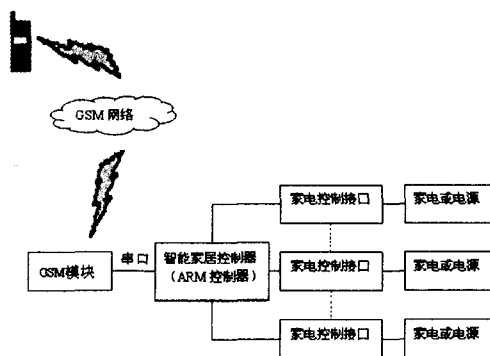 GSM 网络
家电控制接口
家电或电源
串口
智能家居控制器
（ARM 控制器）
GSM模块
家电控制接口
家电或电源
家电控制接口
家电或电源